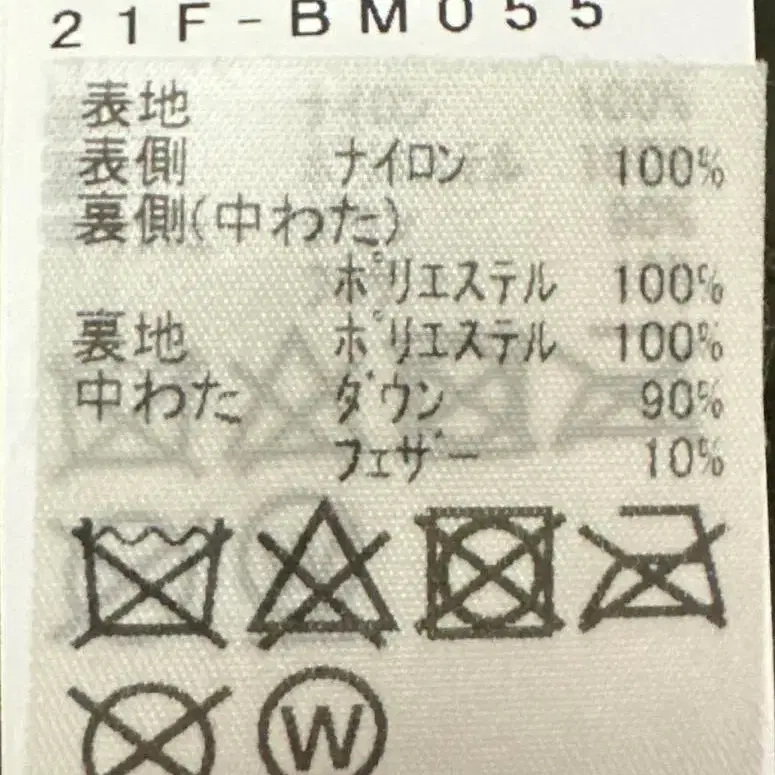 21F-BM055
表地
表側 ナイロン 100%
裏側(中わた)
ポリエステル 100%
裏地 ポリエステル 100%
中わた ダウン 90%
フェザー 10%
W